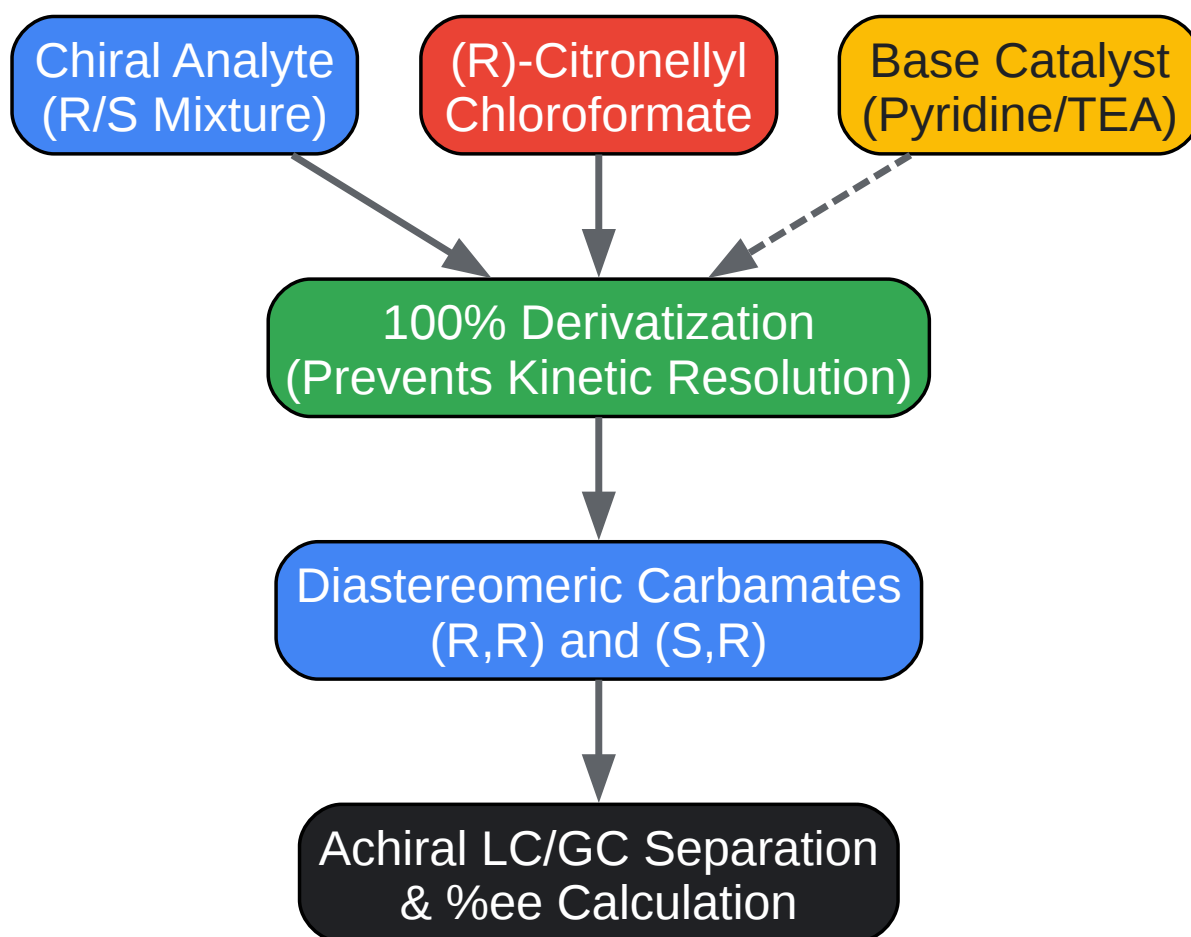 Chiral Analyte
(R/S Mixture)
(R)-Citronellyl
Chloroformate
Base Catalyst
(Pyridine/TEA)
100% Derivatization
(Prevents Kinetic Resolution)
Diastereomeric Carbamates
(R,R) and (S,R)
Achiral LC/GC Separation
& %ee Calculation